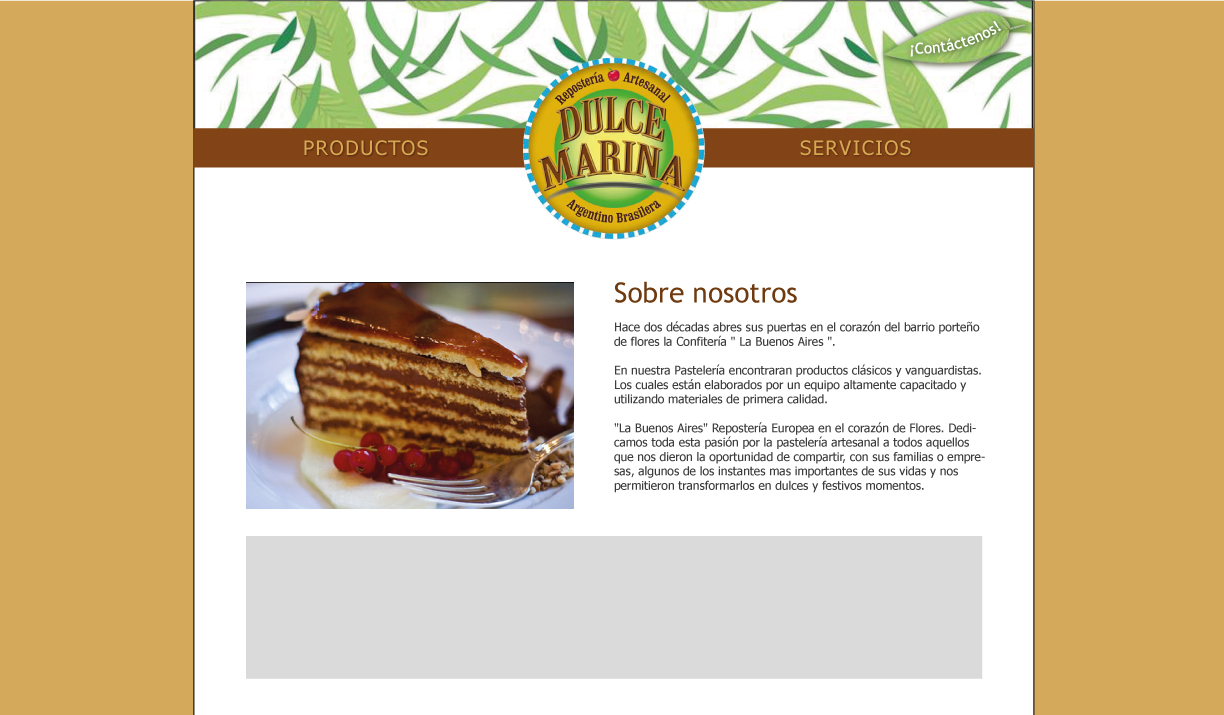 ¡Contáctenos!
Repostería Artesanal
DULCE
MARINA
Argentino Brasilera
PRODUCTOS
SERVICIOS
Sobre nosotros
Hace dos décadas abres sus puertas en el corazón del barrio porteño
de flores la Confitería " La Buenos Aires ".
En nuestra Pastelería encontraran productos clásicos y vanguardistas.
Los cuales están elaborados por un equipo altamente capacitado y
utilizando materiales de primera calidad.
"La Buenos Aires" Repostería Europea en el corazón de Flores. Dedi-
camos toda esta pasión por la pastelería artesanal a todos aquellos
que nos dieron la oportunidad de compartir, con sus familias o empre-
sas, algunos de los instantes mas importantes de sus vidas y nos
permitieron transformarlos en dulces y festivos momentos.